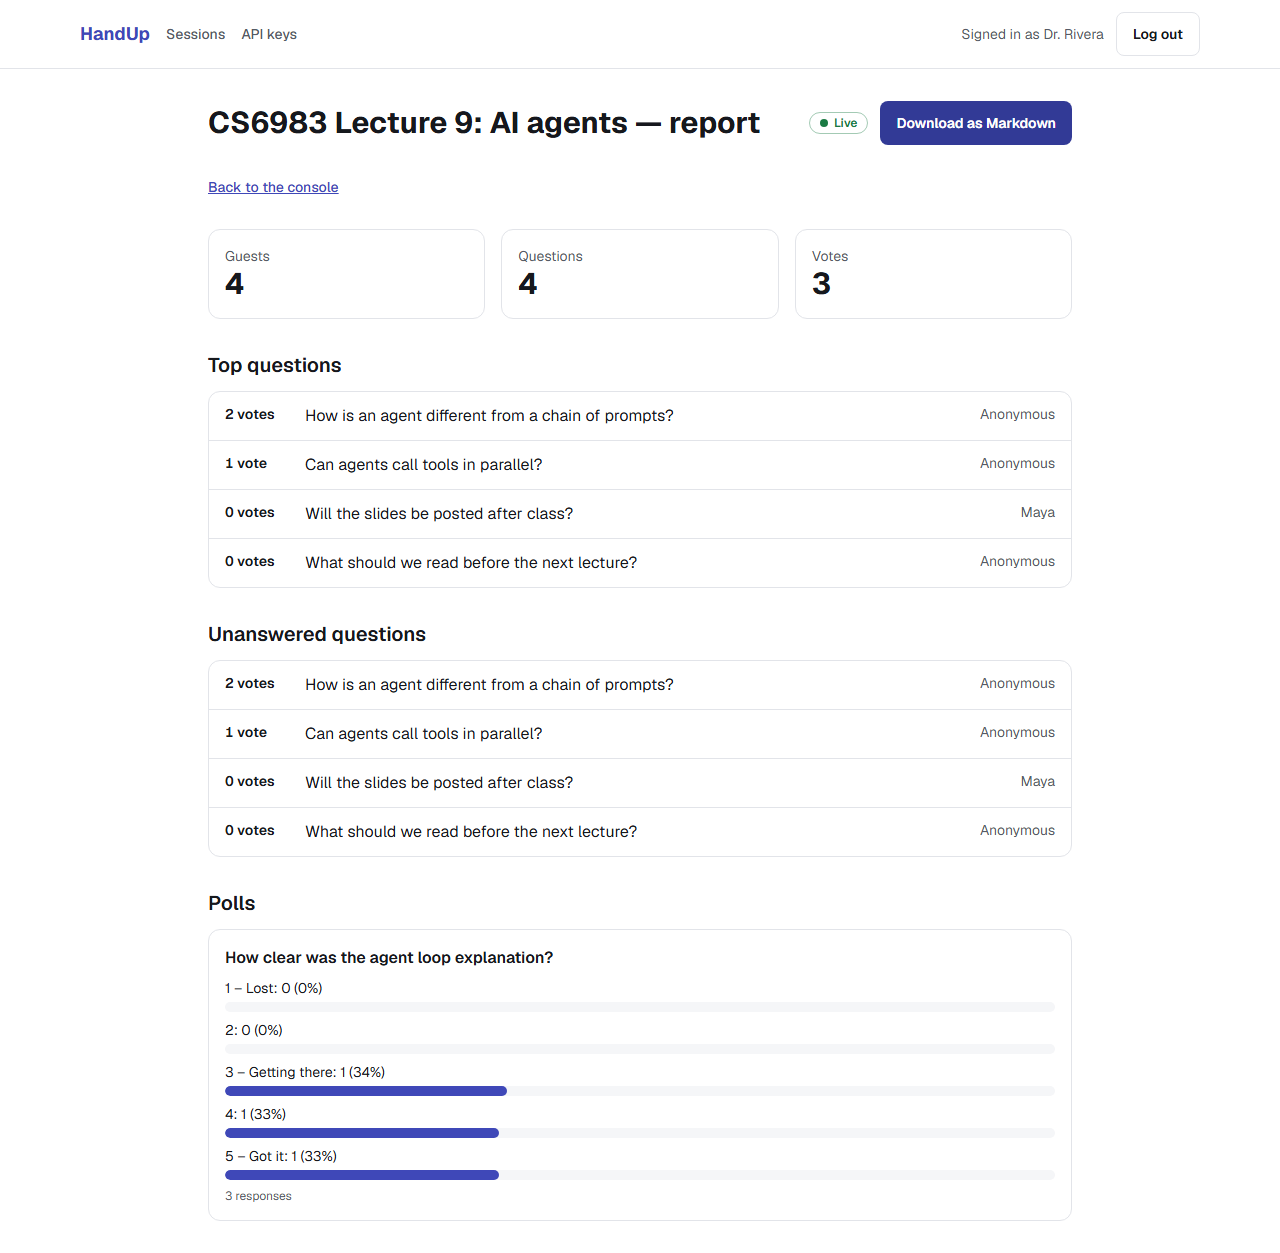 HandUp Sessions API keys Signed in as Dr. Rivera Log out
CS6983 Lecture 9: AI agents — report Live Download as Markdown
Back to the console
Guests Questions Votes
4 4 3
Top questions
2 votes How is an agent different from a chain of prompts? Anonymous
1 vote Can agents call tools in parallel? Anonymous
0 votes Will the slides be posted after class? Maya
0 votes What should we read before the next lecture? Anonymous
Unanswered questions
2 votes How is an agent different from a chain of prompts? Anonymous
1 vote Can agents call tools in parallel? Anonymous
0 votes Will the slides be posted after class? Maya
0 votes What should we read before the next lecture? Anonymous
Polls
How clear was the agent loop explanation?
1 – Lost: 0 (0%)
2: 0 (0%)
3 – Getting there: 1 (34%)
4: 1 (33%)
5 – Got it: 1 (33%)
3 responses